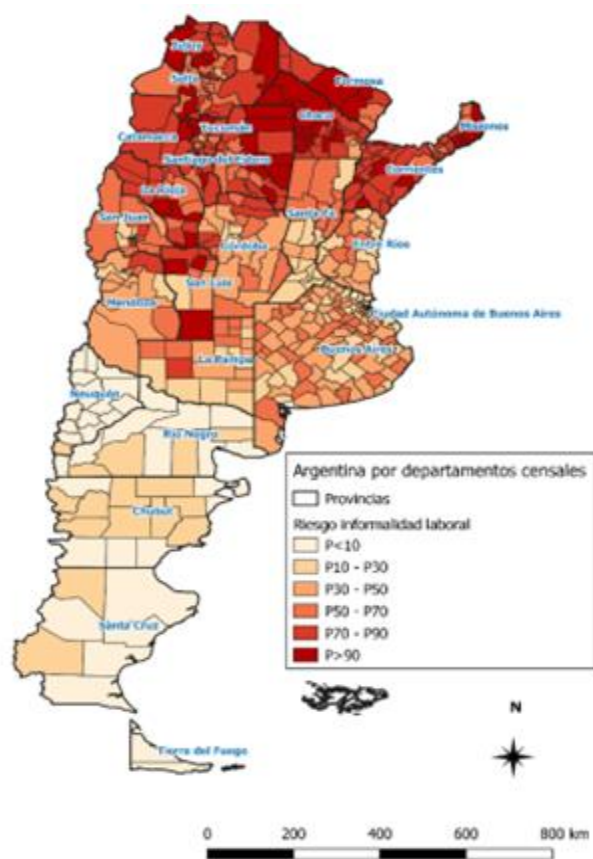 Jujuy
Salta
Formosa
Chaco
Misiones
Catamarca
Tucumán
Santiago del Estero
Corrientes
La Rioja
San Juan
Santa Fe
Córdoba
Entre Ríos
San Luis
Mendoza
Ciudad Autónoma de Buenos Aires
Buenos Aires
La Pampa
Neuquén
Río Negro
Chubut
Santa Cruz
Tierra del Fuego
Argentina por departamentos censales
Provincias
Riesgo informalidad laboral
P<10
P10 - P30
P30 - P50
P50 - P70
P70 - P90
P>90
N
0 200 400 600 800 km